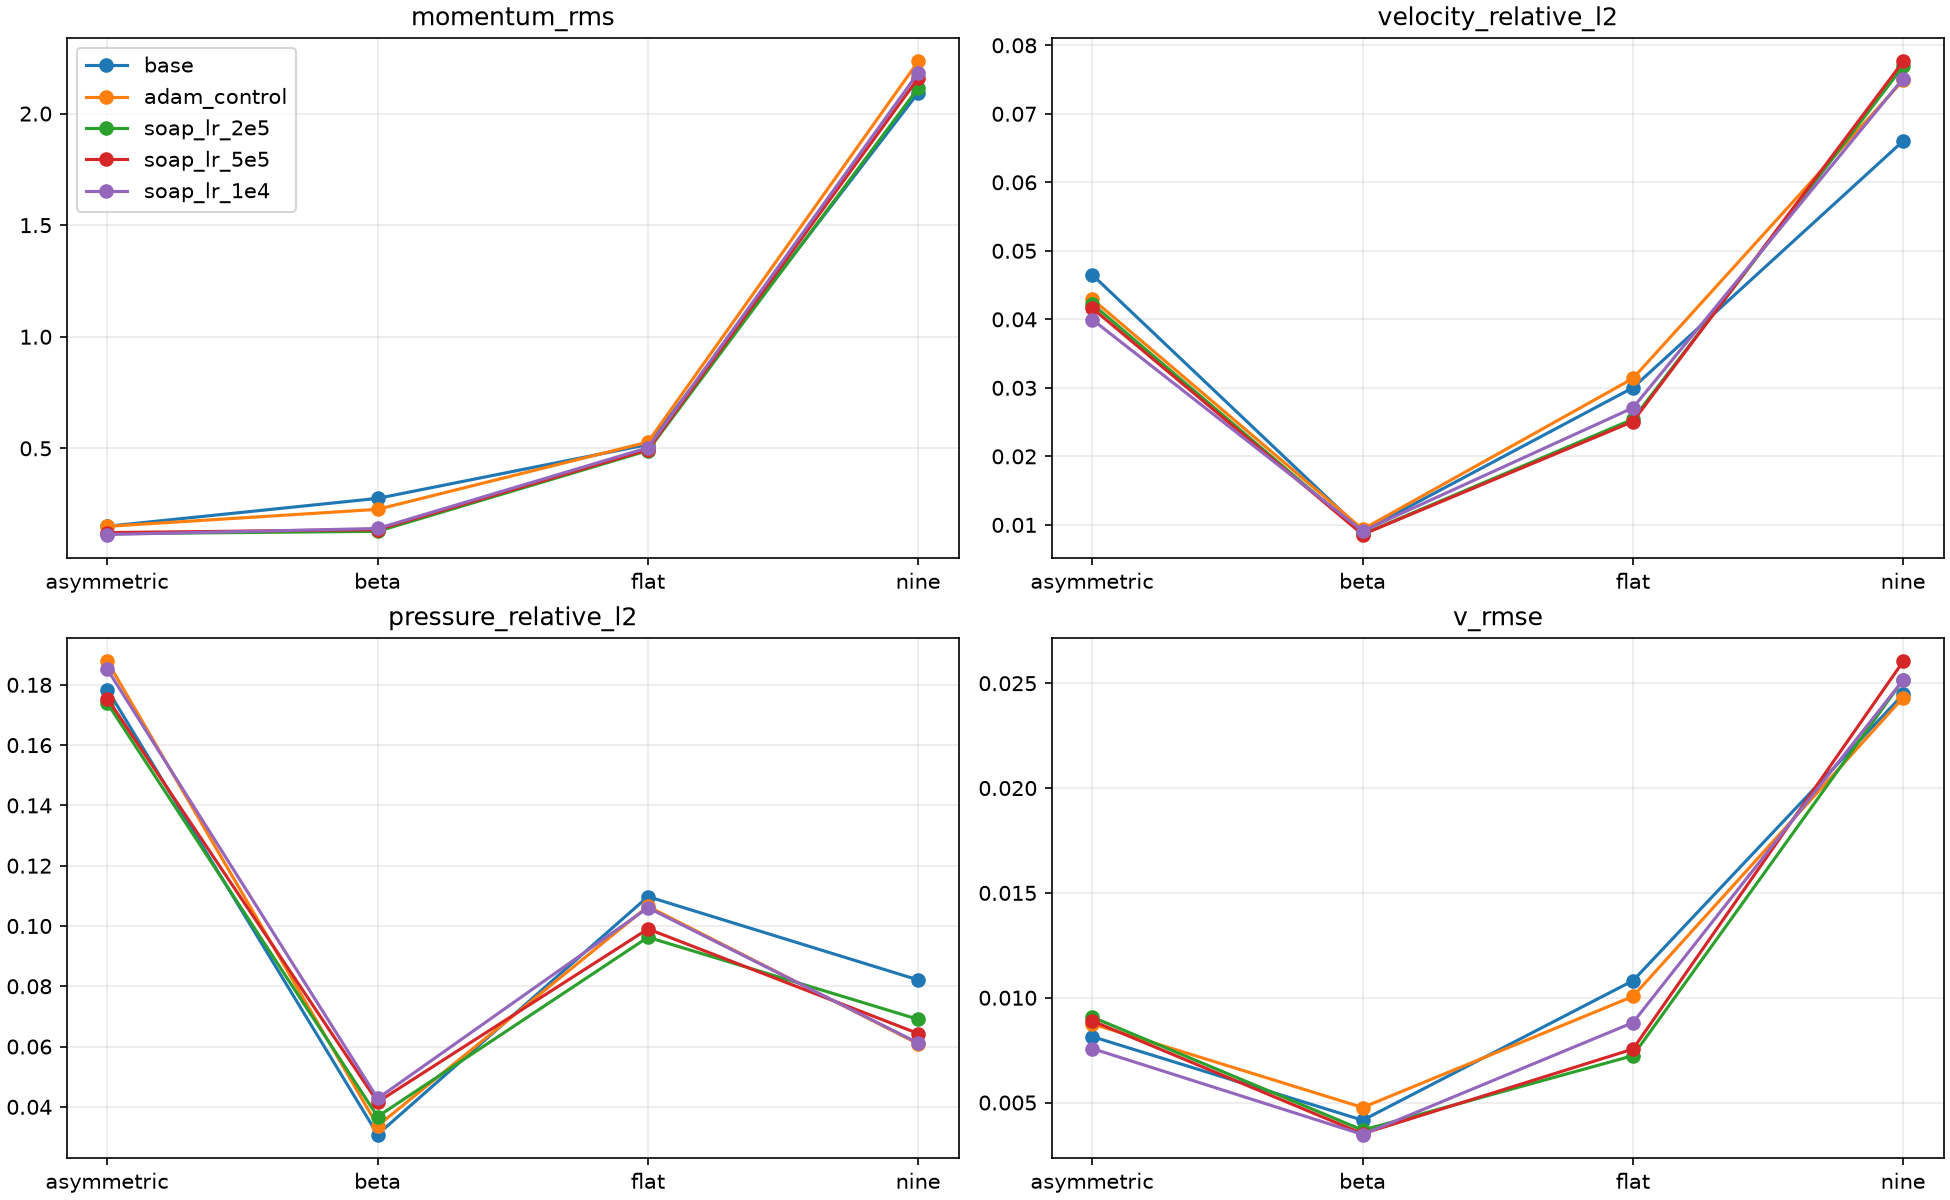 momentum_rms
base
adam_control
soap_lr_2e5
soap_lr_5e5
soap_lr_1e4
2.0
1.5
1.0
0.5
asymmetric beta flat nine
velocity_relative_l2
0.08
0.07
0.06
0.05
0.04
0.03
0.02
0.01
asymmetric beta flat nine
pressure_relative_l2
0.18
0.16
0.14
0.12
0.10
0.08
0.06
0.04
asymmetric beta flat nine
v_rmse
0.025
0.020
0.015
0.010
0.005
asymmetric beta flat nine